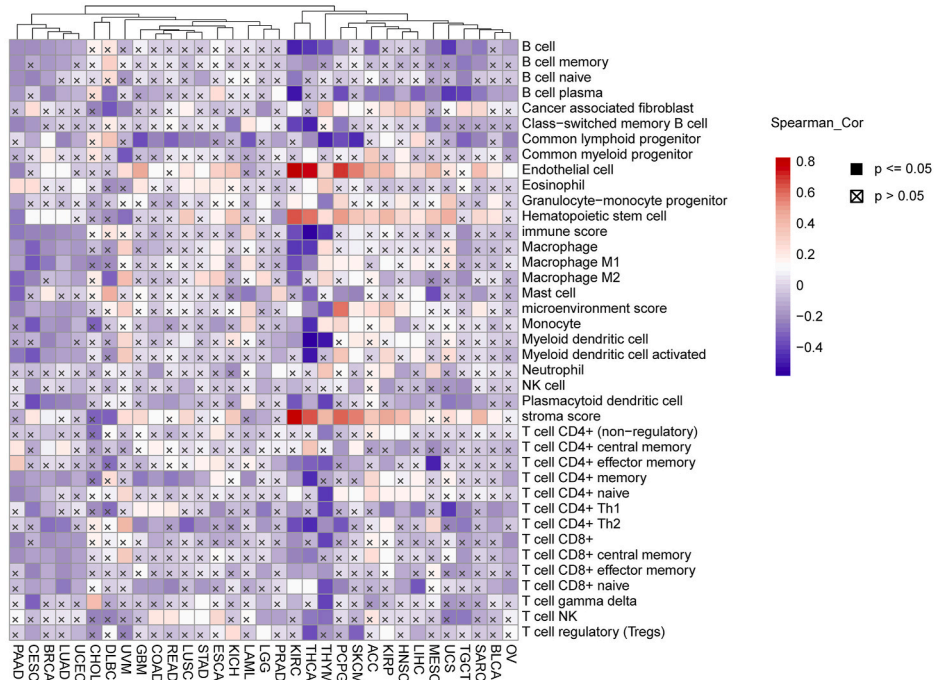 B cell
B cell memory
B cell naive
B cell plasma
Cancer associated fibroblast
Class-switched memory B cell
Common lymphoid progenitor
Common myeloid progenitor
Endothelial cell
Eosinophil
Granulocyte-monocyte progenitor
Hematopoietic stem cell
immune score
Macrophage
Macrophage M1
Macrophage M2
Mast cell
microenvironment score
Monocyte
Myeloid dendritic cell
Myeloid dendritic cell activated
Neutrophil
NK cell
Plasmacytoid dendritic cell
stroma score
T cell CD4+ (non-regulatory)
T cell CD4+ central memory
T cell CD4+ effector memory
T cell CD4+ memory
T cell CD4+ naive
T cell CD4+ Th1
T cell CD4+ Th2
T cell CD8+
T cell CD8+ central memory
T cell CD8+ effector memory
T cell CD8+ naive
T cell gamma delta
T cell NK
T cell regulatory (Tregs)
PAAD
CESC
BRCA
LUAD
UCEC
CHOL
DLBC
UVM
GBM
COAD
READ
LUSC
STAD
ESCA
KICH
LAML
LGG
PRAD
KIRC
THCA
THYM
PCPG
SKCM
ACC
KIRP
HNSC
LIHC
MESO
UCS
TGCT
SARC
BLCA
OV
Spearman_Cor
0.8
0.6
0.4
0.2
0
−0.2
−0.4
p <= 0.05
p > 0.05